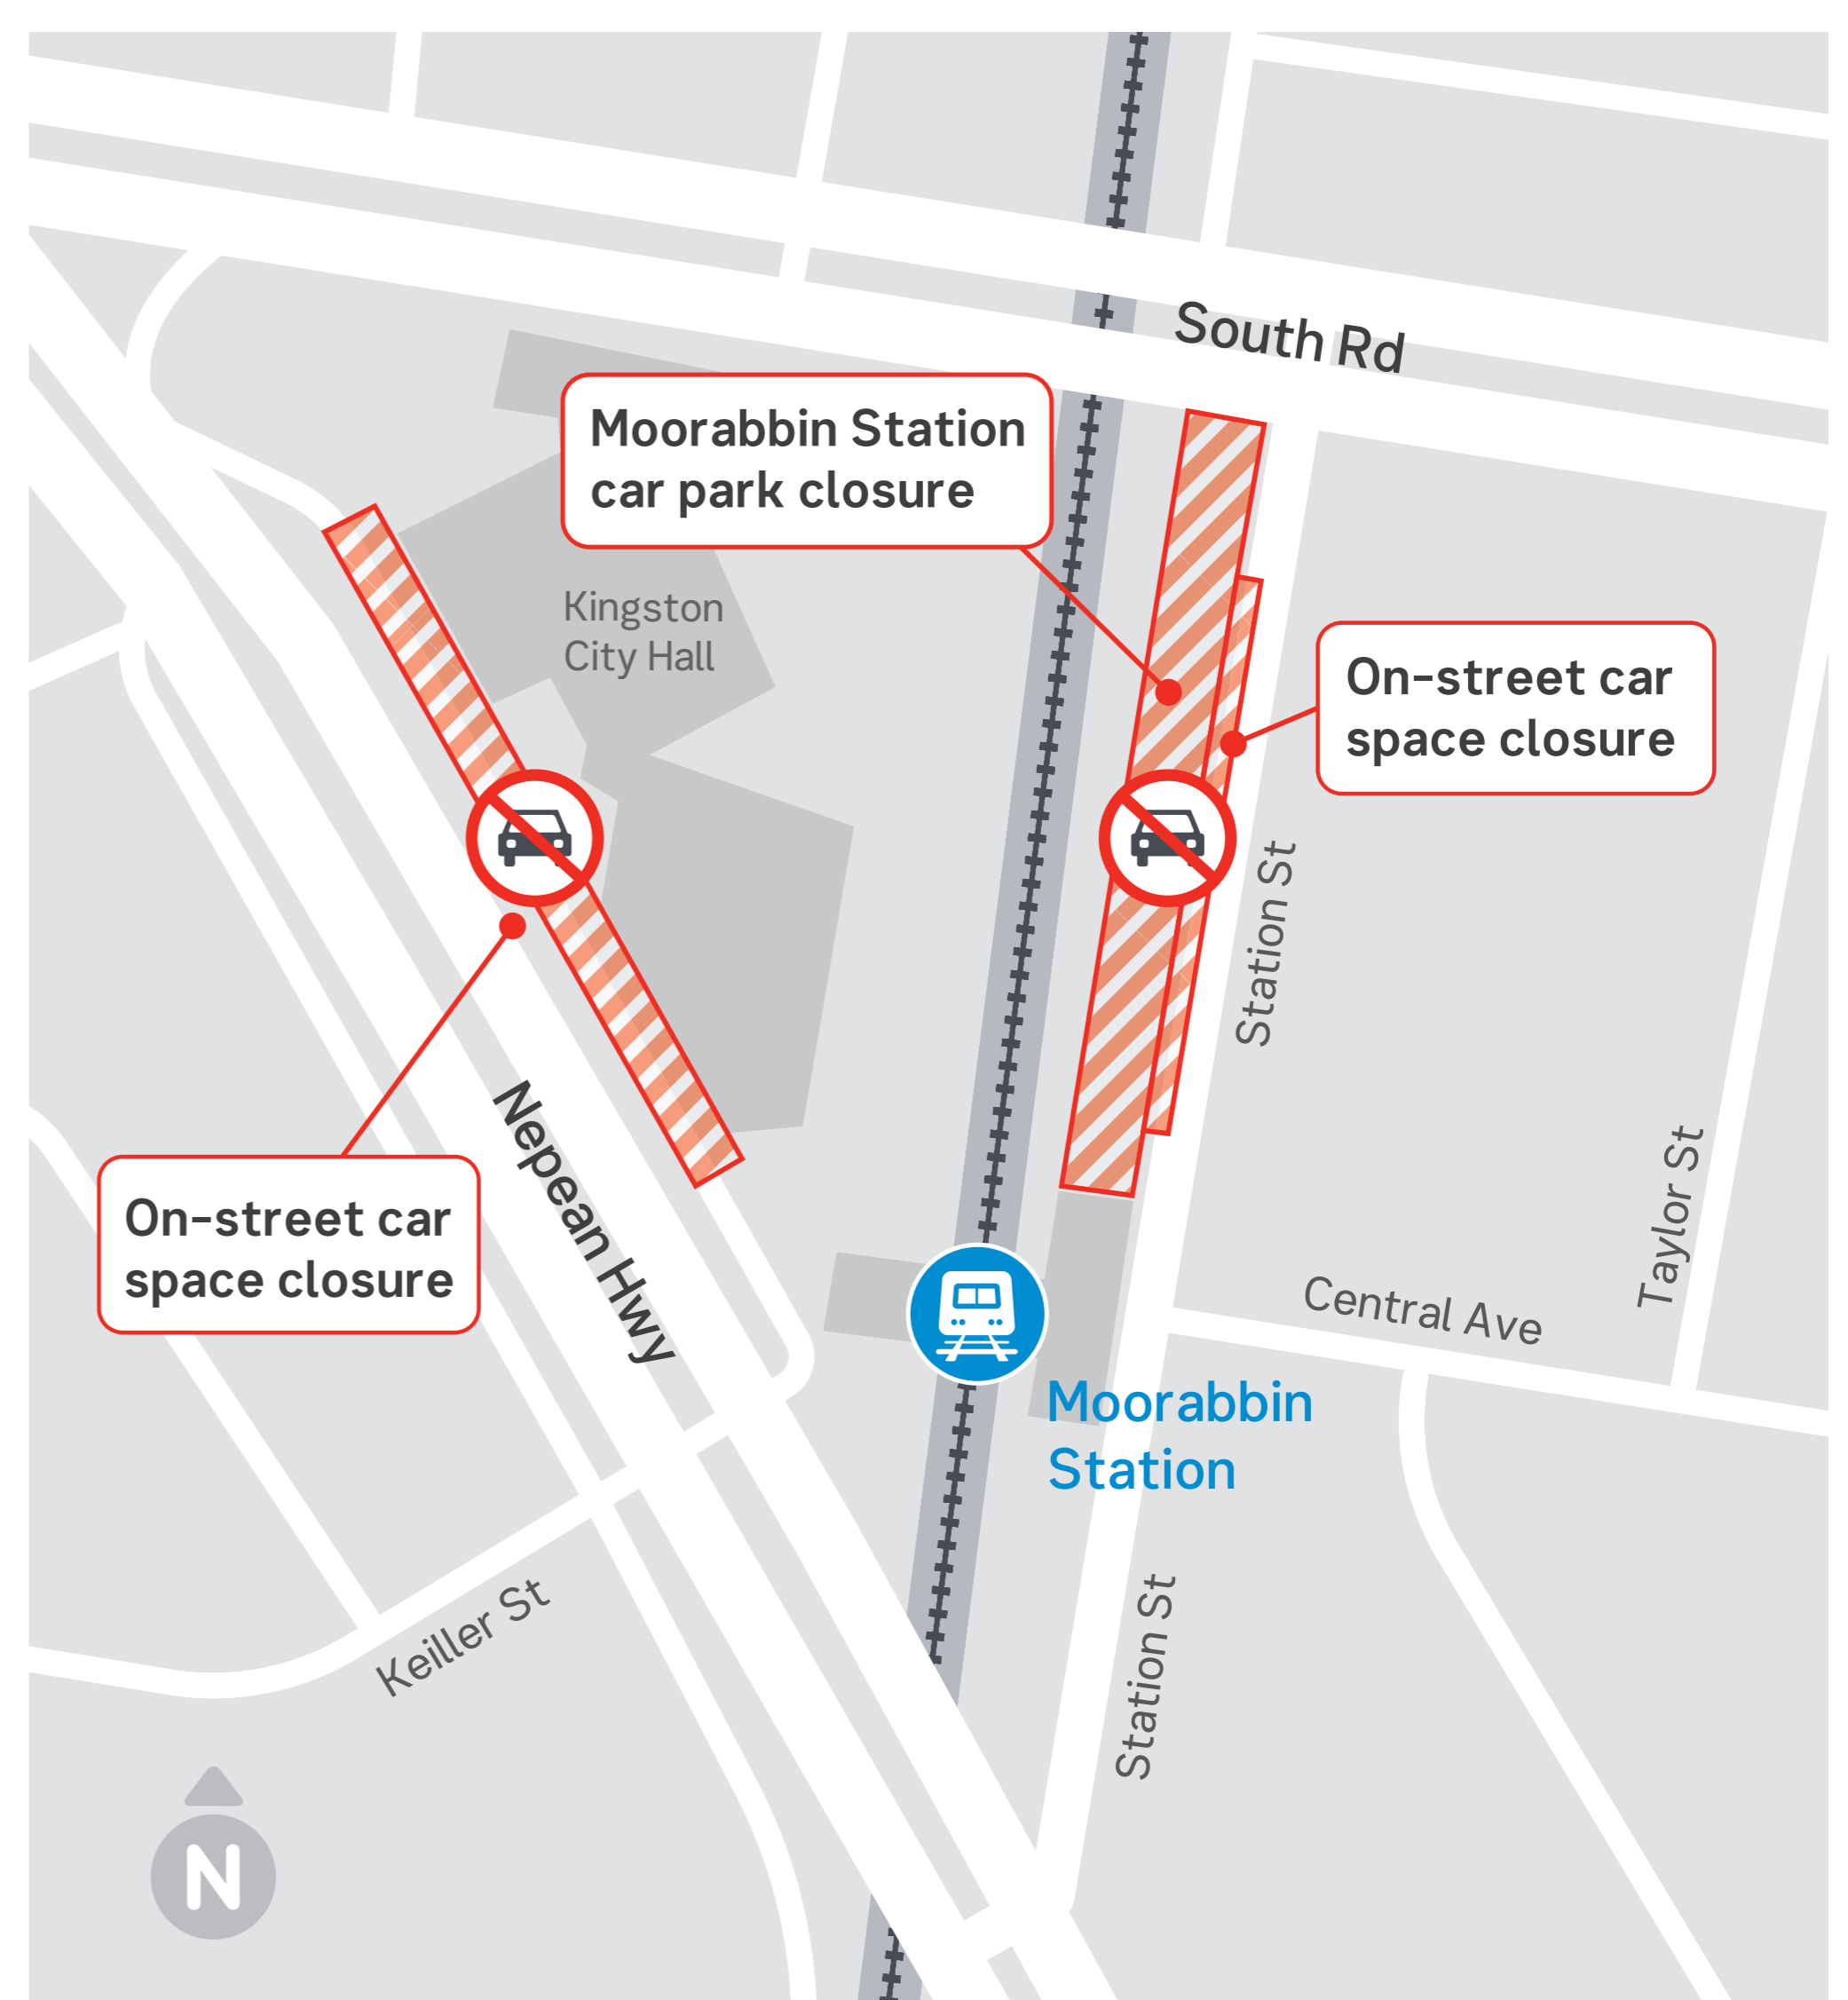 South Rd
Moorabbin Station
car park closure
Kingston
City Hall
On-street car
space closure
Station St
Nepean Hwy
On-street car
space closure
Taylor St
Central Ave
Moorabbin
Station
Keiller St
Station St
N